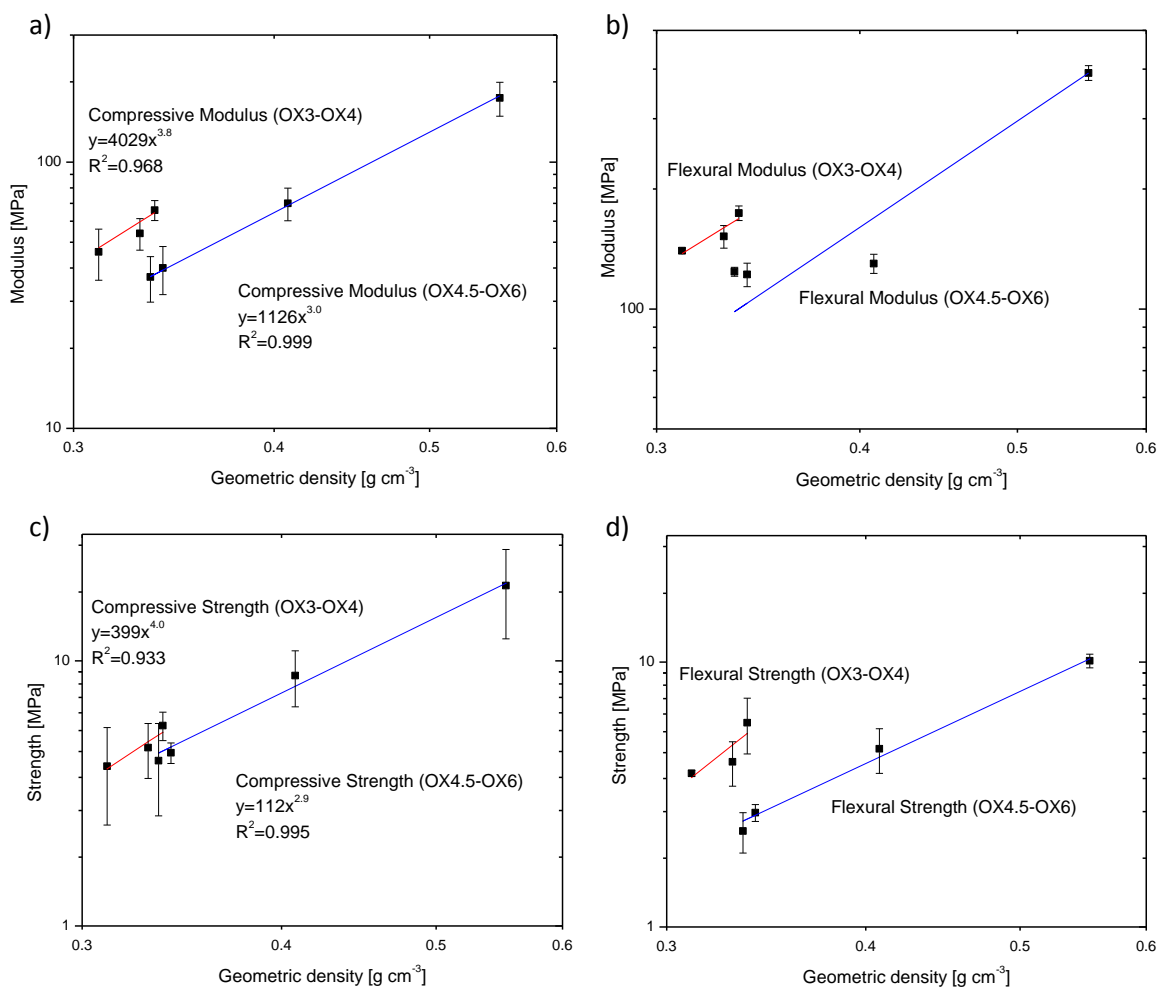 a)
Compressive Modulus (OX3-OX4)
y=4029x^3.8
R^2=0.968
Compressive Modulus (OX4.5-OX6)
y=1126x^3.0
R^2=0.999
Modulus [MPa]
100
10
0.3 0.4 0.5 0.6
Geometric density [g cm^-3]
b)
Flexural Modulus (OX3-OX4)
Flexural Modulus (OX4.5-OX6)
Modulus [MPa]
100
0.3 0.4 0.5 0.6
Geometric density [g cm^-3]
c)
Compressive Strength (OX3-OX4)
y=399x^4.0
R^2=0.933
Compressive Strength (OX4.5-OX6)
y=112x^2.9
R^2=0.995
Strength [MPa]
10
1
0.3 0.4 0.5 0.6
Geometric density [g cm^-3]
d)
Flexural Strength (OX3-OX4)
Flexural Strength (OX4.5-OX6)
Strength [MPa]
10
1
0.3 0.4 0.5 0.6
Geometric density [g cm^-3]